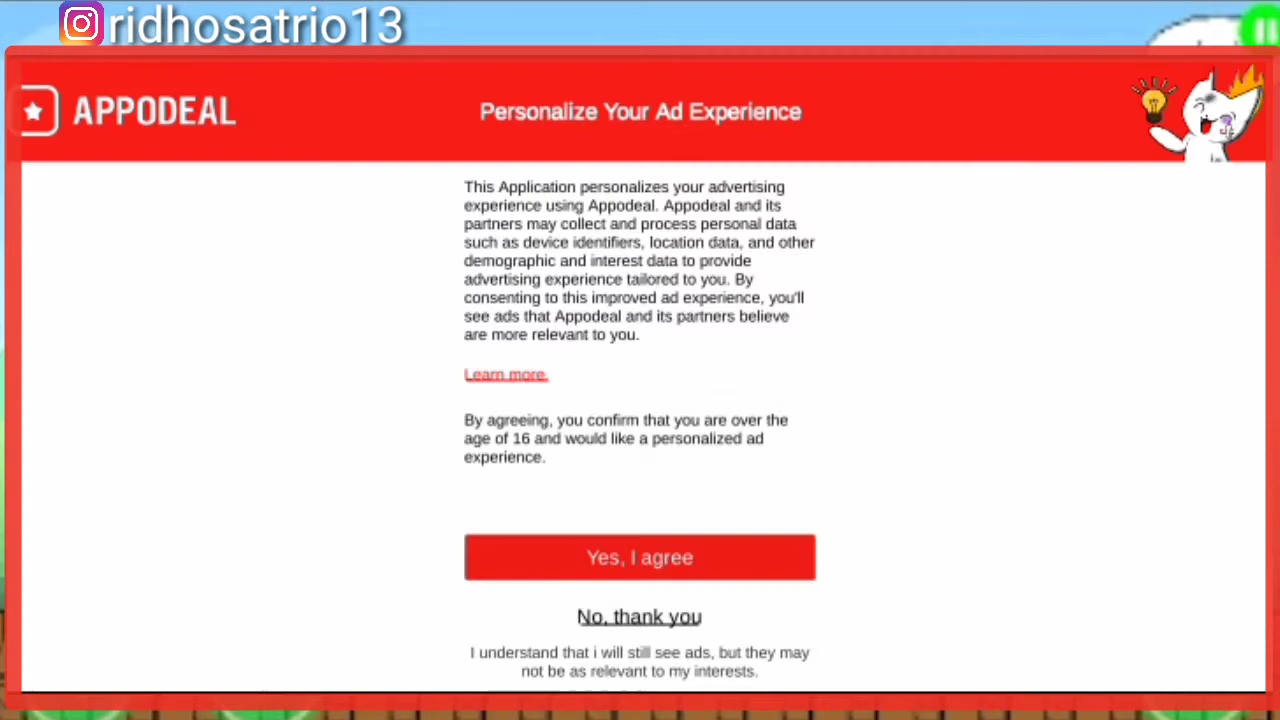 ridhosatrio13
APPODEAL
Personalize Your Ad Experience
This Application personalizes your advertising
experience using Appodeal. Appodeal and its
partners may collect and process personal data
such as device identifiers, location data, and other
demographic and interest data to provide
advertising experience tailored to you. By
consenting to this improved ad experience, you'll
see ads that Appodeal and its partners believe
are more relevant to you.
Learn more.
By agreeing, you confirm that you are over the
age of 16 and would like a personalized ad
experience.
Yes, I agree
No, thank you
I understand that i will still see ads, but they may
not be as relevant to my interests.